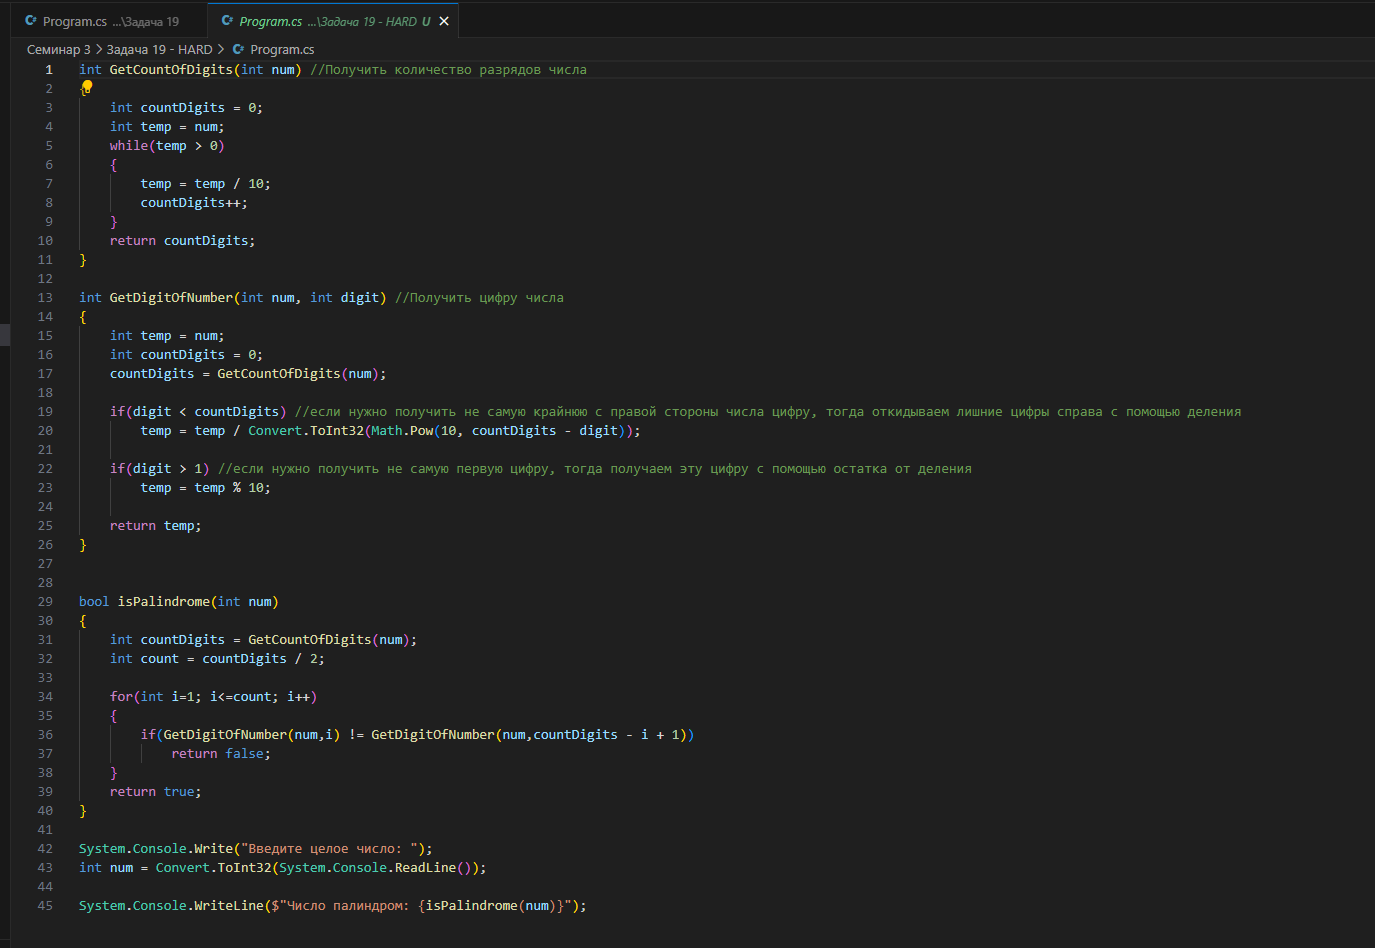 C# Program.cs ...\Задача 19 C# Program.cs ...\Задача 19 - HARD U ✕
Семинар 3 > Задача 19 - HARD > C# Program.cs
1 int GetCountOfDigits(int num) //Получить количество разрядов числа
2 {
3 int countDigits = 0;
4 int temp = num;
5 while(temp > 0)
6 {
7 temp = temp / 10;
8 countDigits++;
9 }
10 return countDigits;
11 }
12
13 int GetDigitOfNumber(int num, int digit) //Получить цифру числа
14 {
15 int temp = num;
16 int countDigits = 0;
17 countDigits = GetCountOfDigits(num);
18
19 if(digit < countDigits) //если нужно получить не самую крайнюю с правой стороны числа цифру, тогда откидываем лишние цифры справа с помощью деления
20 temp = temp / Convert.ToInt32(Math.Pow(10, countDigits - digit));
21
22 if(digit > 1) //если нужно получить не самую первую цифру, тогда получаем эту цифру с помощью остатка от деления
23 temp = temp % 10;
24
25 return temp;
26 }
27
28
29 bool isPalindrome(int num)
30 {
31 int countDigits = GetCountOfDigits(num);
32 int count = countDigits / 2;
33
34 for(int i=1; i<=count; i++)
35 {
36 if(GetDigitOfNumber(num,i) != GetDigitOfNumber(num,countDigits - i + 1))
37 return false;
38 }
39 return true;
40 }
41
42 System.Console.Write("Введите целое число: ");
43 int num = Convert.ToInt32(System.Console.ReadLine());
44
45 System.Console.WriteLine($"Число палиндром: {isPalindrome(num)}");